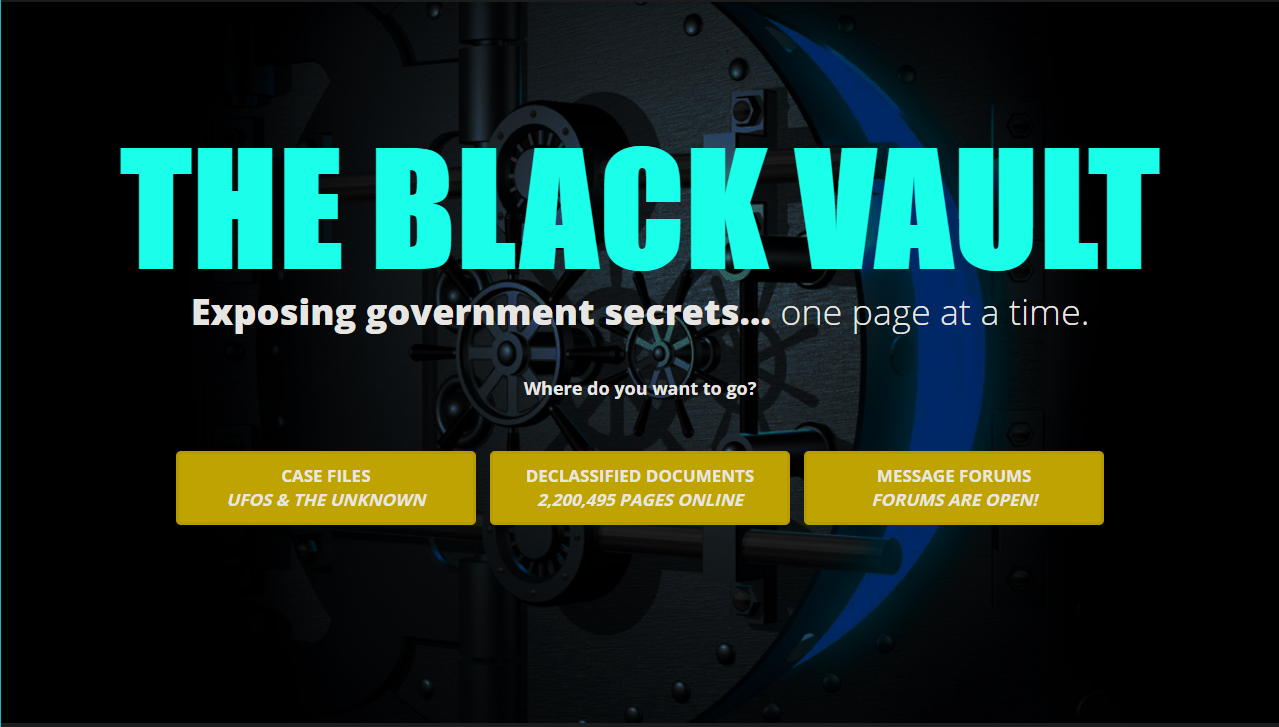 THE BLACK VAULT
Exposing government secrets... one page at a time.
Where do you want to go?
CASE FILES
UFOS & THE UNKNOWN
DECLASSIFIED DOCUMENTS
2,200,495 PAGES ONLINE
MESSAGE FORUMS
FORUMS ARE OPEN!